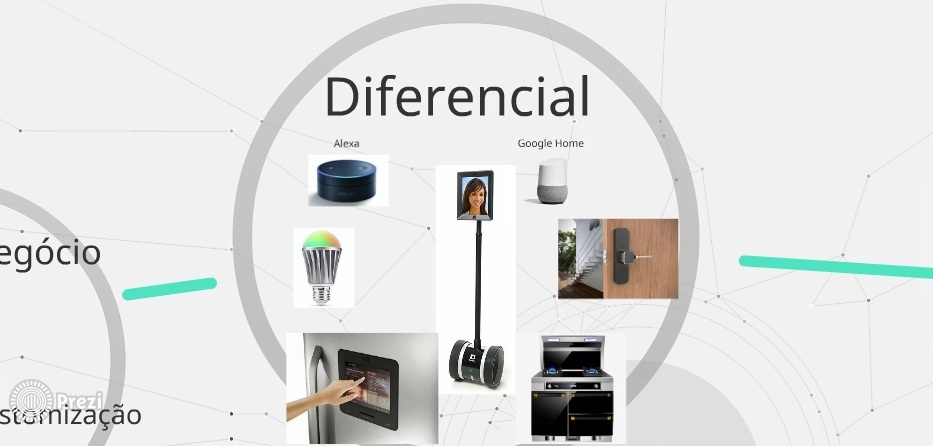 Diferencial
Alexa
Google Home
egócio
Prezi
stomização